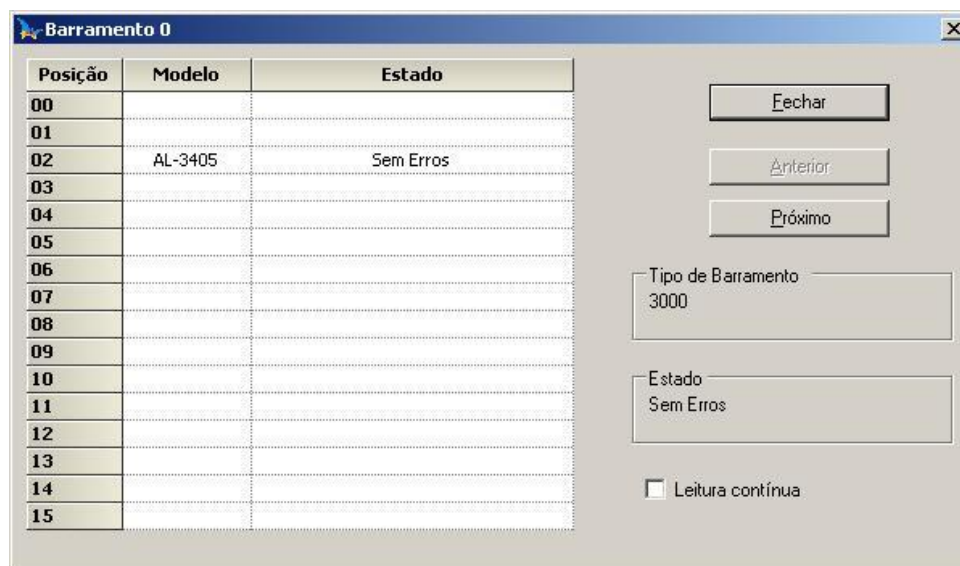 Barramento 0
Posição Modelo Estado
00
01
02 AL-3405 Sem Erros
03
04
05
06
07
08
09
10
11
12
13
14
15
Fechar
Anterior
Próximo
Tipo de Barramento
3000
Estado
Sem Erros
Leitura contínua